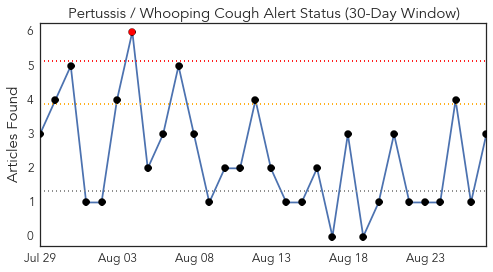 Pertussis / Whooping Cough Alert Status (30-Day Window)
Articles Found
6
5
4
3
2
1
0
Jul 29 Aug 03 Aug 08 Aug 13 Aug 18 Aug 23